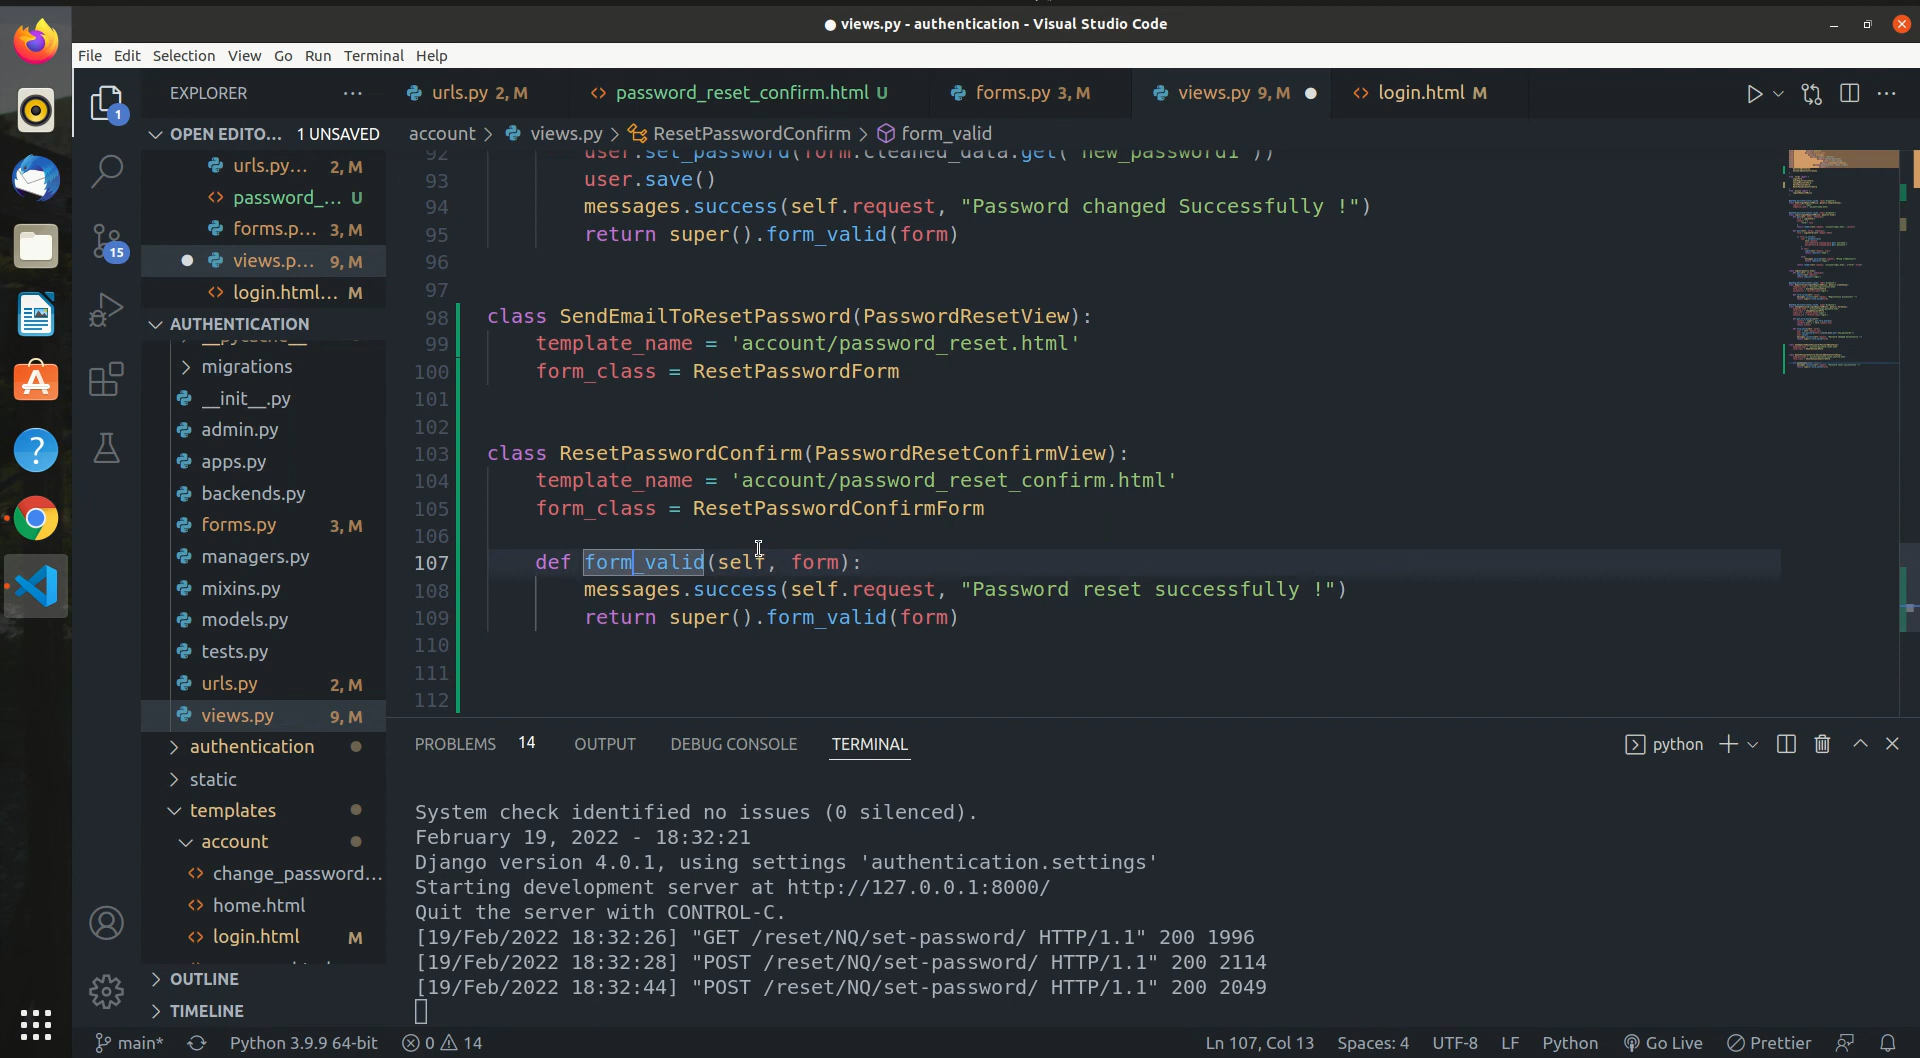 views.py - authentication - Visual Studio Code
File Edit Selection View Go Run Terminal Help
EXPLORER
urls.py 2, M
password_reset_confirm.html U
forms.py 3, M
views.py 9, M
login.html M
OPEN EDITO... 1 UNSAVED
account > views.py > ResetPasswordConfirm > form_valid
1
urls.py... 2, M
password_... U
forms.p... 3, M
views.p... 9, M
login.html... M
15
AUTHENTICATION
__pycache__
migrations
__init__.py
admin.py
apps.py
backends.py
forms.py 3, M
managers.py
mixins.py
models.py
tests.py
urls.py 2, M
views.py 9, M
authentication
static
templates
account
change_password...
home.html
login.html M
OUTLINE
TIMELINE
92 user.set_password(form.cleaned_data.get('new_password1'))
93 user.save()
94 messages.success(self.request, "Password changed Successfully !")
95 return super().form_valid(form)
96
97
98 class SendEmailToResetPassword(PasswordResetView):
99 template_name = 'account/password_reset.html'
100 form_class = ResetPasswordForm
101
102
103 class ResetPasswordConfirm(PasswordResetConfirmView):
104 template_name = 'account/password_reset_confirm.html'
105 form_class = ResetPasswordConfirmForm
106
107 def form_valid(self, form):
108 messages.success(self.request, "Password reset successfully !")
109 return super().form_valid(form)
110
111
112
PROBLEMS 14 OUTPUT DEBUG CONSOLE TERMINAL
python
System check identified no issues (0 silenced).
February 19, 2022 - 18:32:21
Django version 4.0.1, using settings 'authentication.settings'
Starting development server at http://127.0.0.1:8000/
Quit the server with CONTROL-C.
[19/Feb/2022 18:32:26] "GET /reset/NQ/set-password/ HTTP/1.1" 200 1996
[19/Feb/2022 18:32:28] "POST /reset/NQ/set-password/ HTTP/1.1" 200 2114
[19/Feb/2022 18:32:44] "POST /reset/NQ/set-password/ HTTP/1.1" 200 2049
main* Python 3.9.9 64-bit 0 14 Ln 107, Col 13 Spaces: 4 UTF-8 LF Python Go Live Prettier